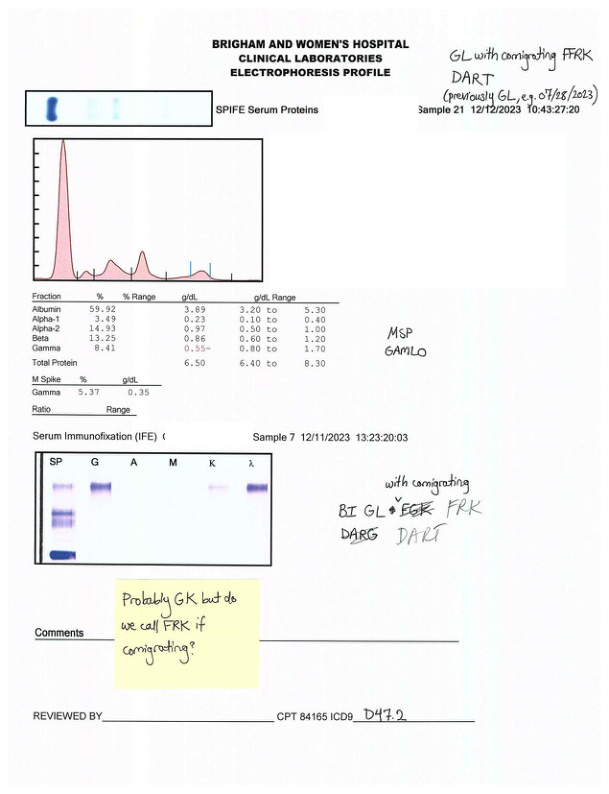 BRIGHAM AND WOMEN'S HOSPITAL
CLINICAL LABORATORIES
ELECTROPHORESIS PROFILE
GL with comigrating FFRK
DART
(previously GL, e.g. 07/28/2023)
SPIFE Serum Proteins
Sample 21 12/12/2023 10:43:27:20
Fraction % % Range g/dL g/dL Range
Albumin 59.92 3.89 3.20 to 5.30
Alpha-1 3.49 0.23 0.10 to 0.40
Alpha-2 14.93 0.97 0.50 to 1.00
Beta 13.25 0.86 0.60 to 1.20
Gamma 8.41 0.55- 0.80 to 1.70
Total Protein 6.50 6.40 to 8.30
MSP
GAMLO
M Spike % g/dL
Gamma 5.37 0.35
Ratio Range
Serum Immunofixation (IFE) (
Sample 7 12/11/2023 13:23:20:03
SP G A M K λ
with comigrating
BI GL FRK
DARG DART
Probably GK but do
we call FRK if
comigrating?
Comments
REVIEWED BY CPT 84165 ICD9 D47.2